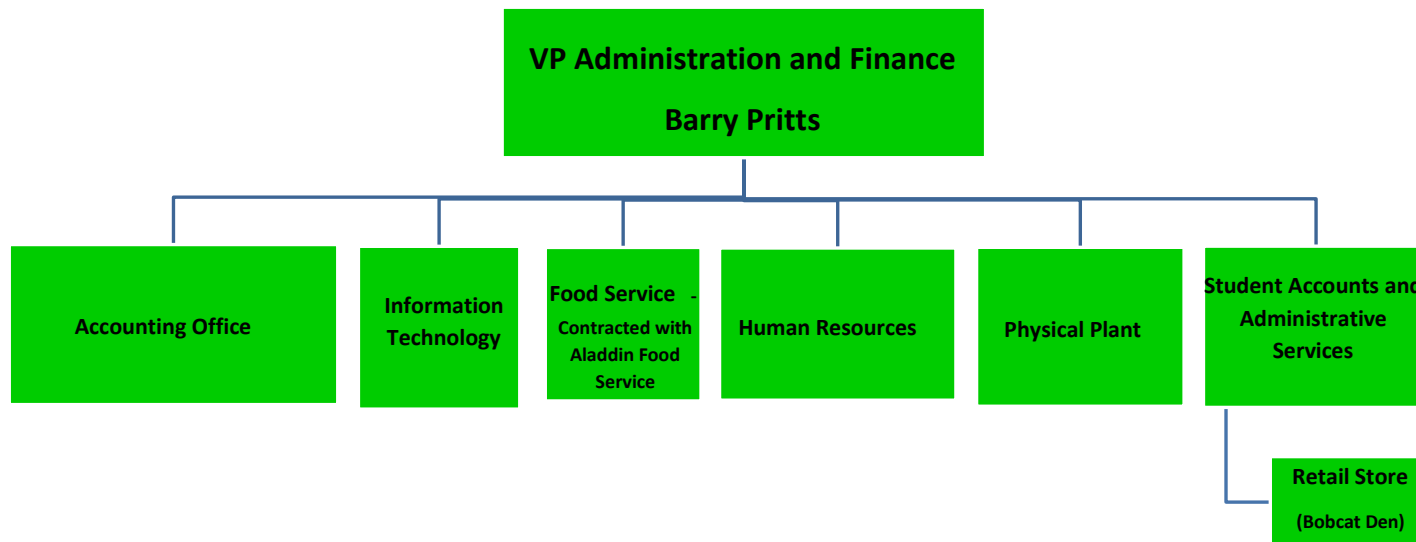 VP Administration and Finance
Barry Pritts
Accounting Office
Information
Technology
Food Service -
Contracted with
Aladdin Food
Service
Human Resources
Physical Plant
Student Accounts and
Administrative
Services
Retail Store
(Bobcat Den)